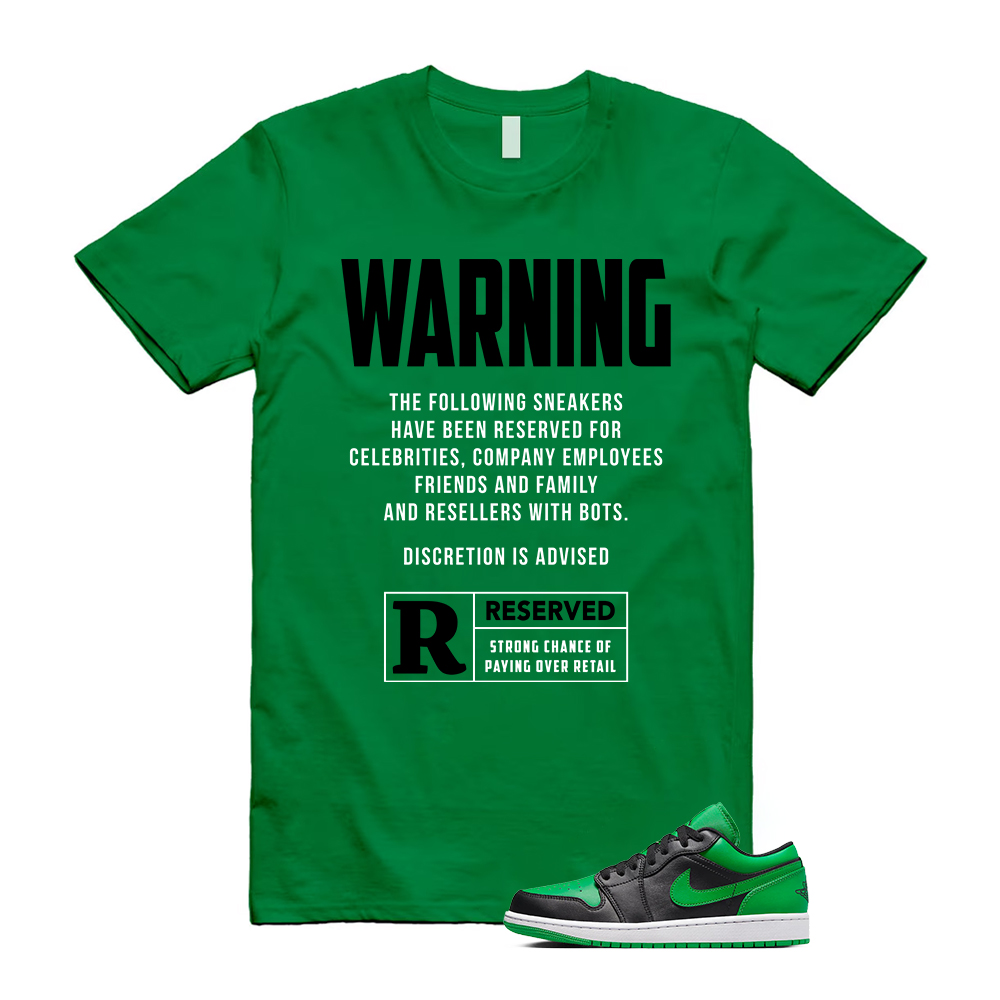 WARNING
THE FOLLOWING SNEAKERS
HAVE BEEN RESERVED FOR
CELEBRITIES, COMPANY EMPLOYEES
FRIENDS AND FAMILY
AND RESELLERS WITH BOTS.
DISCRETION IS ADVISED
R
RESERVED
STRONG CHANCE OF
PAYING OVER RETAIL